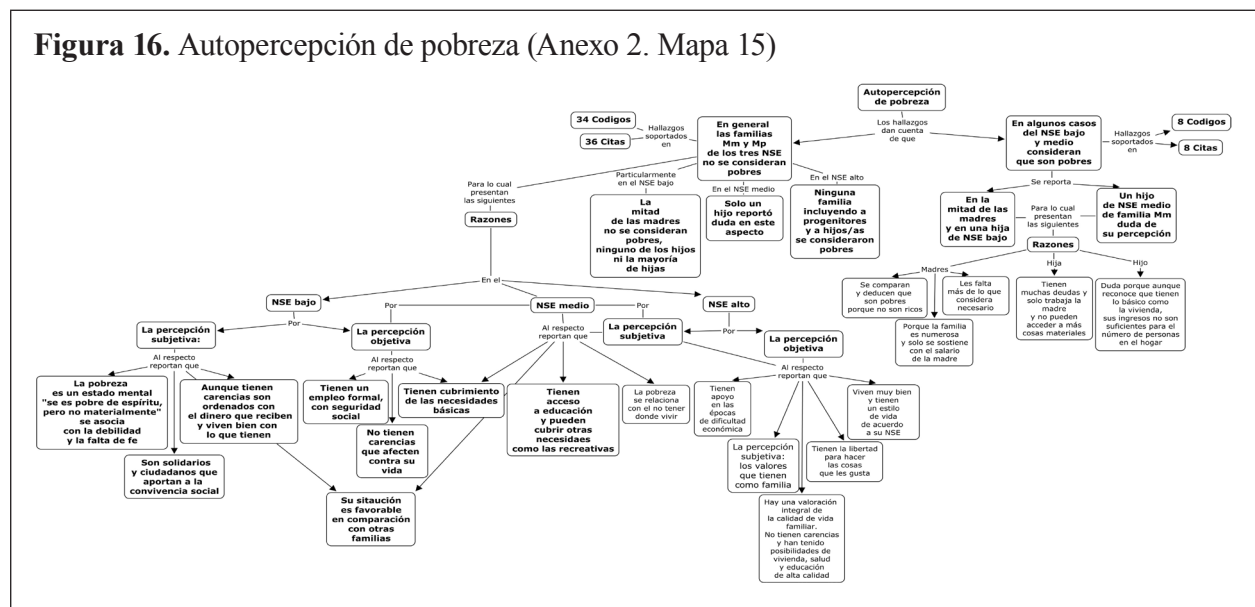 Figura 16. Autopercepción de pobreza (Anexo 2. Mapa 15)
Autopercepción
de pobreza
Los hallazgos
dan cuenta
de que
34 Codigos
36 Citas
Hallazgos
soportados
en
En general
las familias
Mm y Mp
de los tres NSE
no se consideran
pobres
En algunos casos
del NSE bajo
y medio
consideran
que son pobres
Hallazgos
soportados
en
8 Codigos
8 Citas
Para lo cual
presentan
las siguientes
Razones
Particularmente
en el NSE bajo
La
mitad
de las madres
no se consideran
pobres,
ninguno de los hijos
ni la mayoría
de hijas
En el NSE medio
Solo un
hijo reportó
duda en este
aspecto
En el NSE alto
Ninguna
familia
incluyendo a
progenitores
y a hijos/as
se consideraron
pobres
Se reporta
En la
mitad de las
madres
y en una hija
de NSE bajo
Para lo cual
presentan
las siguientes
Razones
Un hijo
de NSE medio
de familia Mm
duda de
su percepción
Madres
Hija
Hijo
Se comparan
y deducen que
son pobres
porque no son ricos
Porque la familia
es numerosa
y solo se sostiene
con el salario
de la madre
Les falta
más de lo que
considera
necesario
Tienen
muchas deudas y
solo trabaja la
madre
y no pueden
acceder a más
cosas materiales
Duda porque aunque
reconoce que tienen
lo básico como
la vivienda,
sus ingresos no son
suficientes para el
número de personas
en el hogar
En el
NSE bajo
NSE medio
NSE alto
Por
Por
Por
Por
La percepción
subjetiva:
La percepción
objetiva
Al respecto
reportan que
La percepción
subjetiva
La percepción
objetiva
Al respecto
reportan que
Al respecto
reportan que
Al respecto
reportan que
La pobreza
es un estado mental
"se es pobre de espíritu,
pero no materialmente"
se asocia
con la debilidad
y la falta de fe
Aunque tienen
carencias son
ordenados con
el dinero que reciben
y viven bien con
lo que tienen
Son solidarios
y ciudadanos que
aportan a la
convivencia social
Tienen un
empleo formal,
con seguridad
social
No tienen
carencias
que afecten
contra su
vida
Tienen cubrimiento
de las necesidades
básicas
Su sitaución
es favorable
en comparación
con otras
familias
Tienen
acceso
a educación
y pueden
cubrir otras
necesidaes
como las recreativas
La pobreza
se relaciona
con el no tener
donde vivir
Tienen
apoyo
en las
épocas
de dificultad
económica
La percepción
subjetiva:
los valores
que tienen
como familia
Hay una valoración
integral de
la calidad de vida
familiar.
No tienen carencias
y han tenido
posibilidades de
vivienda, salud
y educación
de alta calidad
Tienen la libertad
para hacer
las cosas
que les gusta
Viven muy bien
y tienen
un estilo
de vida
de acuerdo
a su NSE